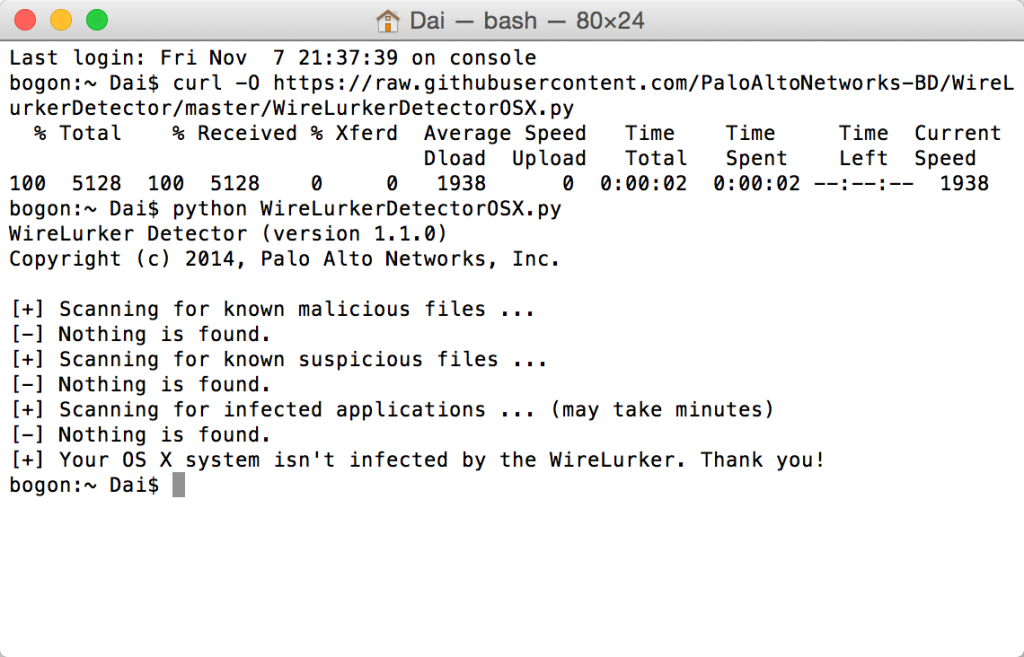 Dai — bash — 80×24
Last login: Fri Nov  7 21:37:39 on console
bogon:~ Dai$ curl -O https://raw.githubusercontent.com/PaloAltoNetworks-BD/WireL
urkerDetector/master/WireLurkerDetectorOSX.py
  % Total    % Received % Xferd  Average Speed   Time    Time     Time  Current
                                 Dload  Upload   Total   Spent    Left  Speed
100  5128  100  5128    0     0   1938      0  0:00:02  0:00:02 --:--:--  1938
bogon:~ Dai$ python WireLurkerDetectorOSX.py
WireLurker Detector (version 1.1.0)
Copyright (c) 2014, Palo Alto Networks, Inc.

[+] Scanning for known malicious files ...
[-] Nothing is found.
[+] Scanning for known suspicious files ...
[-] Nothing is found.
[+] Scanning for infected applications ... (may take minutes)
[-] Nothing is found.
[+] Your OS X system isn't infected by the WireLurker. Thank you!
bogon:~ Dai$